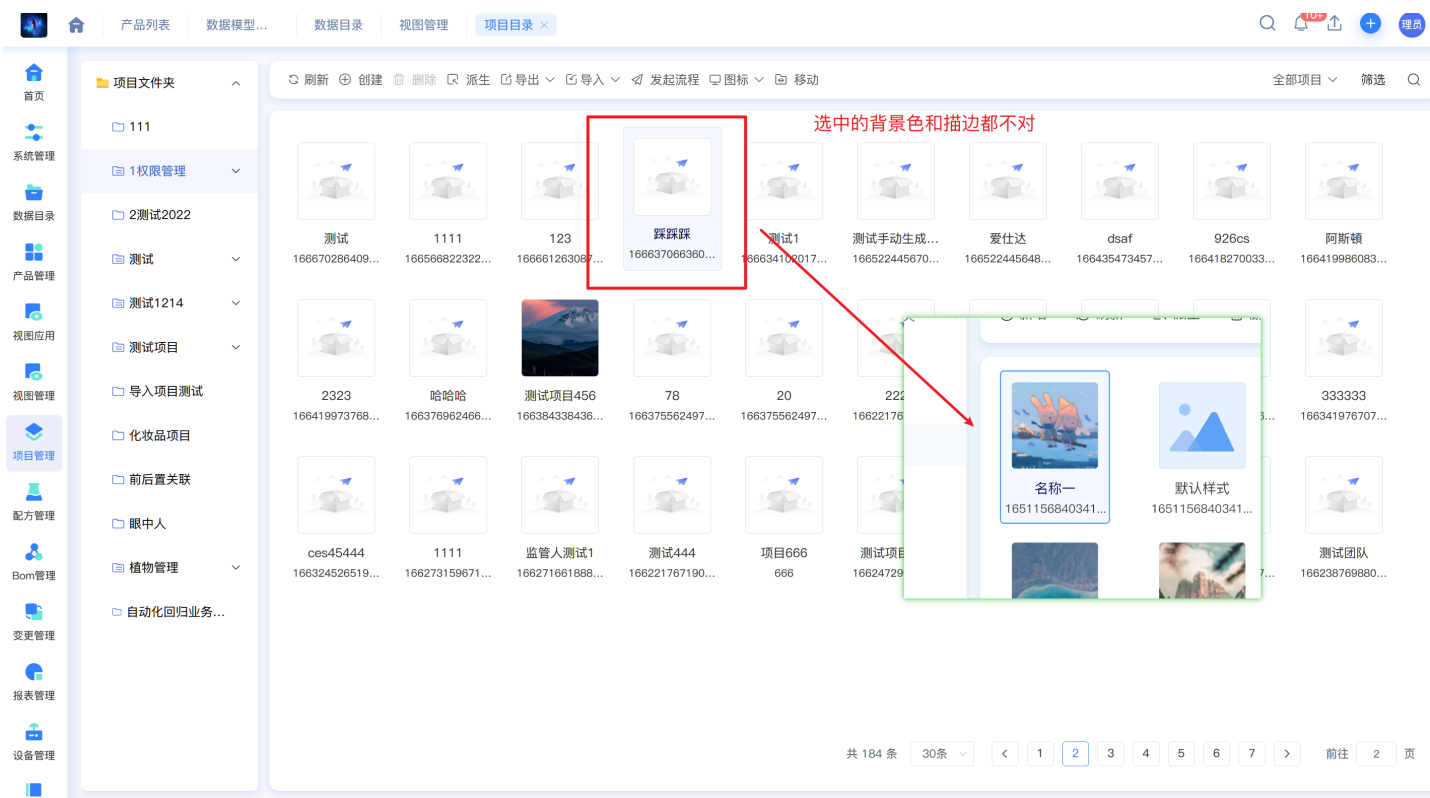 产品列表
数据模型...
数据目录
视图管理
项目目录
10+
理员
首页
系统管理
数据目录
产品管理
视图应用
视图管理
项目管理
配方管理
Bom管理
变更管理
报表管理
设备管理
项目文件夹
111
1权限管理
2测试2022
测试
测试1214
测试项目
导入项目测试
化妆品项目
前后置关联
眼中人
植物管理
自动化回归业务...
刷新 创建 删除 派生 导出 导入 发起流程 图标 移动
全部项目 筛选
选中的背景色和描边都不对
测试 1111 123 踩踩踩 测试1 测试手动生成... 爱仕达 dsaf 926cs 阿斯顿
166670286409... 166566822322... 166661263087... 166637066360... 166634102017... 166522445670... 166522445648... 166435473457... 166418270033... 166419986083...
2323 哈哈哈 测试项目456 78 20 222 333333
166419973768... 166376962466... 166384338436... 166375562497... 166375562497... 16622176 166341976707...
名称一 默认样式
1651156840341... 1651156840341...
ces45444 1111 监管人测试1 测试444 项目666 测试项目 测试团队
166324526519... 166273159671... 166271661888... 166221767190... 666 16624729 166238769880...
共 184 条 30条 1 2 3 4 5 6 7 前往 2 页